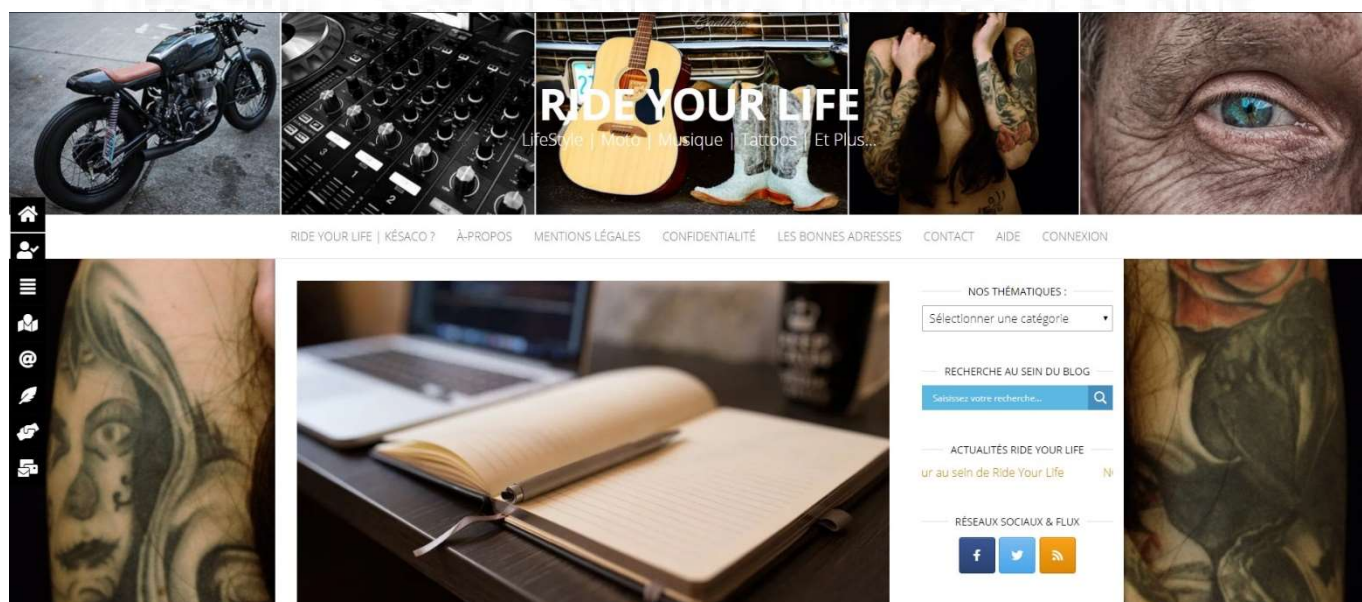 RIDE YOUR LIFE
LifeStyle | Moto | Musique | Tattoos | Et Plus...
RIDE YOUR LIFE | KÉSACO ? À-PROPOS MENTIONS LÉGALES CONFIDENTIALITÉ LES BONNES ADRESSES CONTACT AIDE CONNEXION
NOS THÉMATIQUES :
Sélectionner une catégorie
RECHERCHE AU SEIN DU BLOG
Saisissez votre recherche...
ACTUALITÉS RIDE YOUR LIFE
ur au sein de Ride Your Life
RÉSEAUX SOCIAUX & FLUX